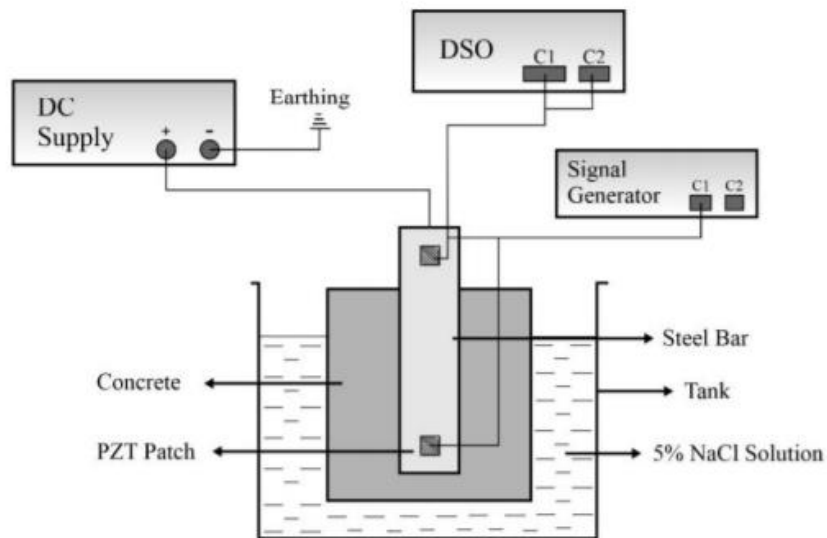 DSO
C1 C2
DC
Supply
+ -
Earthing
Signal
Generator
C1 C2
Steel Bar
Concrete
Tank
PZT Patch
5% NaCl Solution